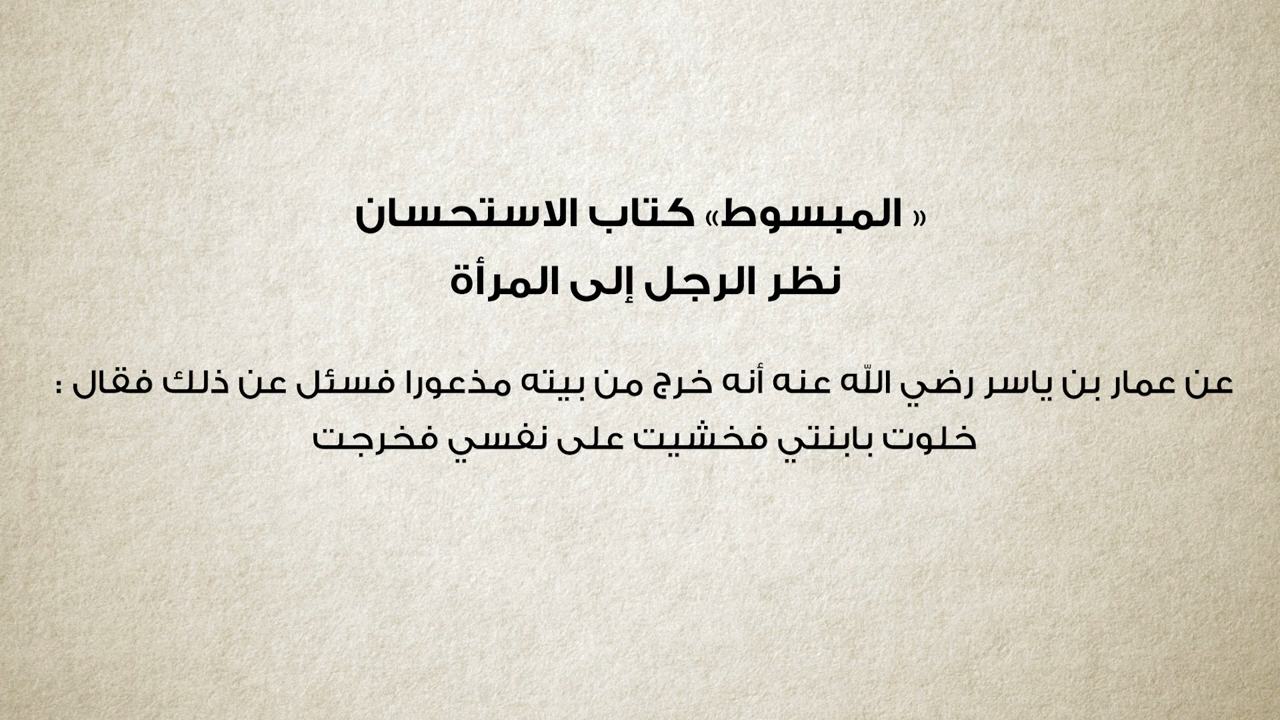 « المبسوط» كتاب الاستحسان
نظر الرجل إلى المرأة
عن عمار بن ياسر رضي الله عنه أنه خرج من بيته مذعورا فسئل عن ذلك فقال :
خلوت بابنتي فخشيت على نفسي فخرجت